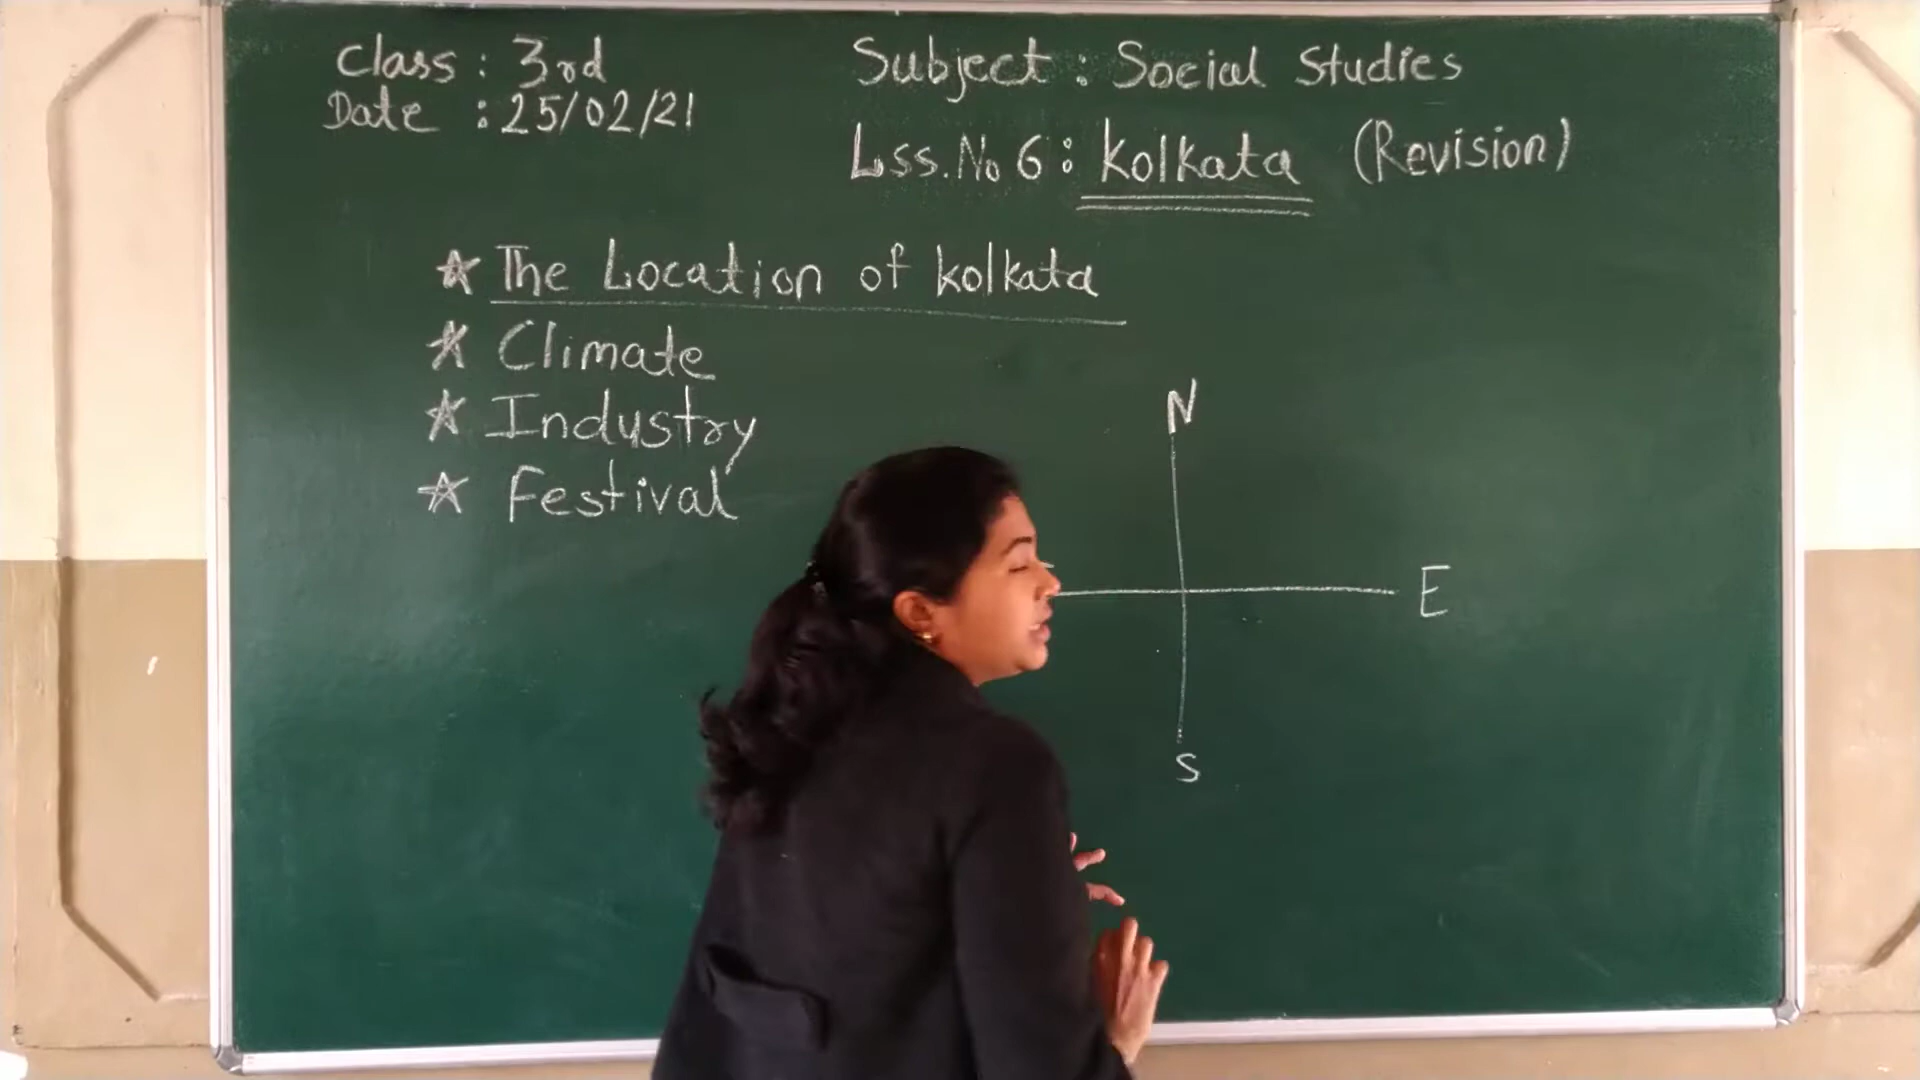 Class : 3rd
Date : 25/02/21
Subject : Social Studies
Lss. No 6 : Kolkata (Revision)
☆ The Location of Kolkata
☆ Climate
☆ Industry
☆ Festival
N
E
S